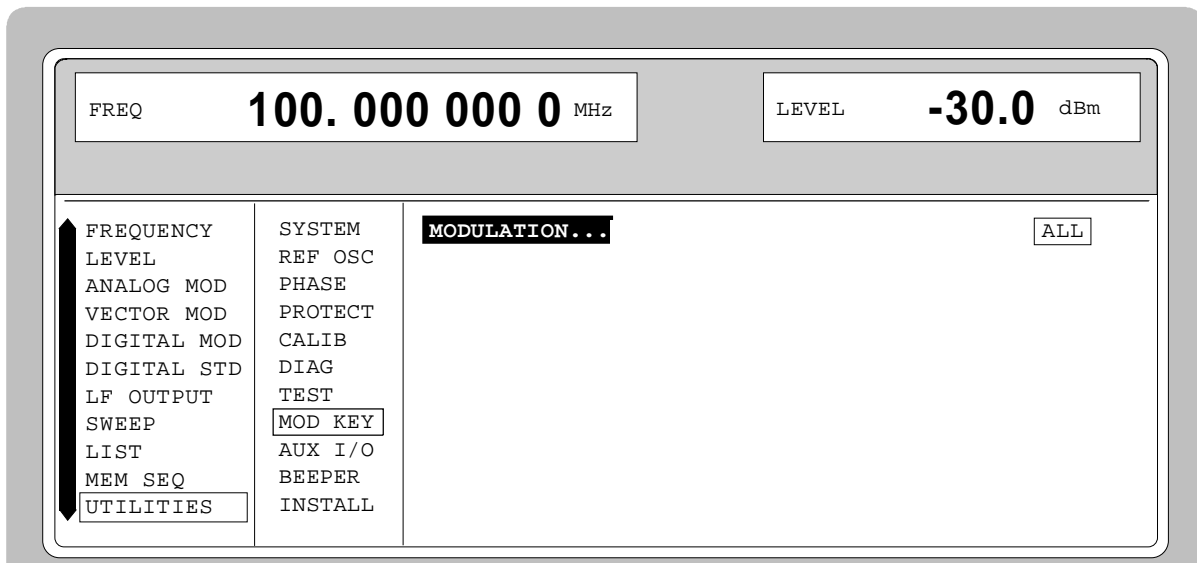 FREQ 100. 000 000 0 MHz LEVEL -30.0 dBm
FREQUENCY SYSTEM MODULATION... ALL
LEVEL REF OSC
ANALOG MOD PHASE
VECTOR MOD PROTECT
DIGITAL MOD CALIB
DIGITAL STD DIAG
LF OUTPUT TEST
SWEEP MOD KEY
LIST AUX I/O
MEM SEQ BEEPER
UTILITIES INSTALL